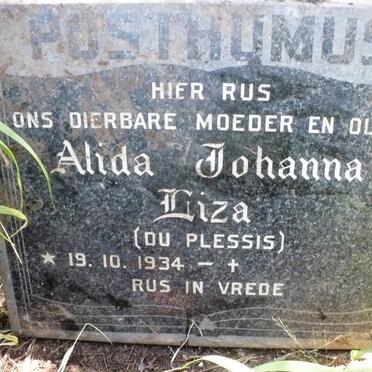 POSTHUMUS
HIER RUS
ONS DIERBARE MOEDER EN OU
Alida Johanna
Liza
(DU PLESSIS)
* 19. 10. 1934 – †
RUS IN VREDE